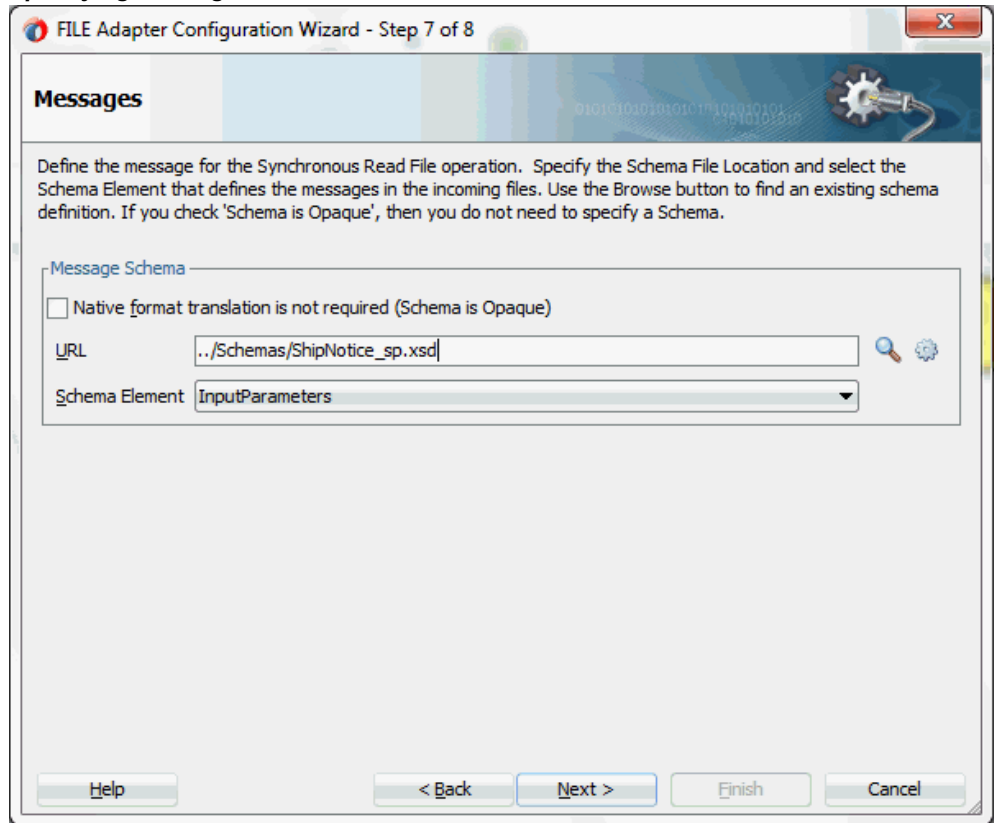 FILE Adapter Configuration Wizard - Step 7 of 8
Messages
Define the message for the Synchronous Read File operation. Specify the Schema File Location and select the
Schema Element that defines the messages in the incoming files. Use the Browse button to find an existing schema
definition. If you check 'Schema is Opaque', then you do not need to specify a Schema.
Message Schema
Native format translation is not required (Schema is Opaque)
URL ../Schemas/ShipNotice_sp.xsd
Schema Element InputParameters
Help < Back Next > Finish Cancel